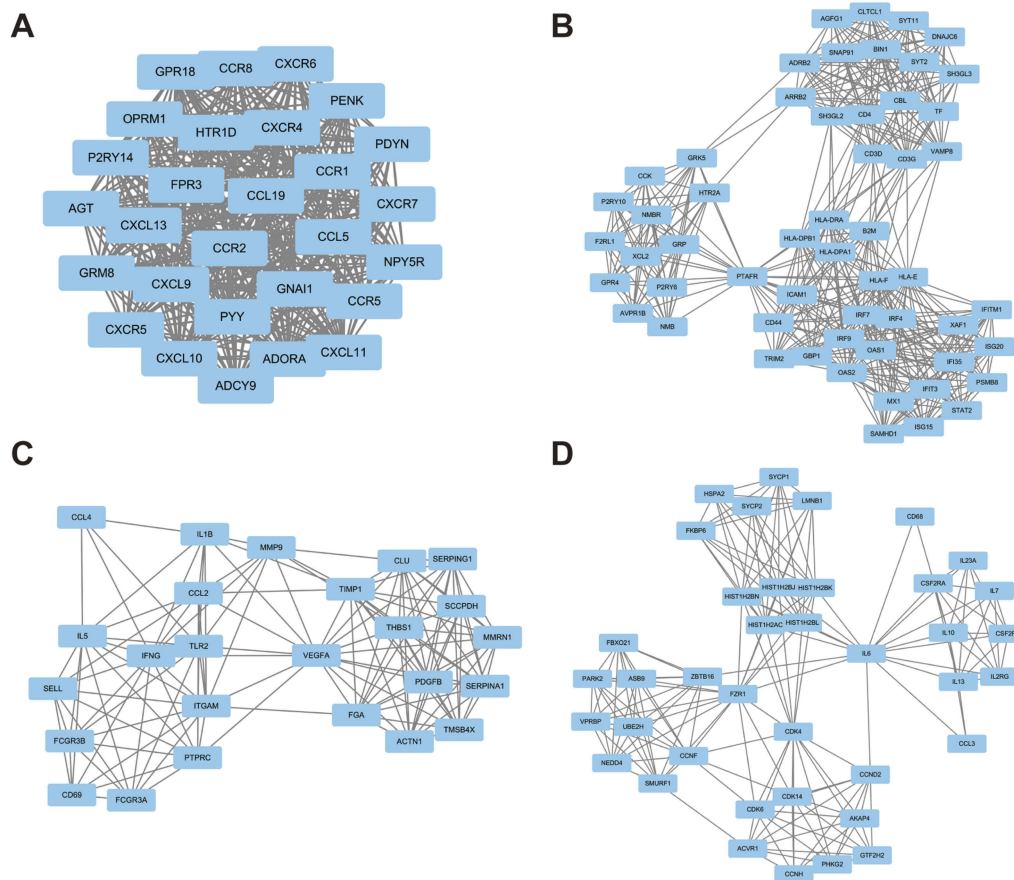 A
CXCR6
CCR8
GPR18
PENK
OPRM1
CXCR4
HTR1D
PDYN
P2RY14
CCR1
FPR3
CCL19
CXCR7
AGT
CXCL13
CCL5
CCR2
NPY5R
GRM8
CXCL9
GNAI1
CCR5
PYY
CXCR5
CXCL10
ADORA
CXCL11
ADCY9
B
CLTCL1
AGFG1
SYT11
DNAJC6
SNAP91
BIN1
SYT2
ADRB2
SH3GL3
ARRB2
CBL
TF
SH3GL2
CD4
VAMP8
CD3D
CD3G
GRK5
CCK
HTR2A
P2RY10
NMBR
F2RL1
GRP
XCL2
GPR4
P2RY6
AVPR1B
NMB
PTAFR
HLA-DRA
B2M
HLA-DPB1
HLA-DPA1
HLA-F
HLA-E
ICAM1
IRF7
IRF4
IFITM1
CD44
XAF1
IRF9
OAS1
ISG20
TRIM2
GBP1
IFI35
OAS2
IFIT3
PSMB8
MX1
STAT2
ISG15
SAMHD1
C
CCL4
IL1B
MMP9
CLU
SERPING1
CCL2
TIMP1
SCCPDH
IL5
THBS1
MMRN1
TLR2
IFNG
VEGFA
PDGFB
SERPINA1
SELL
ITGAM
FGA
TMSB4X
FCGR3B
ACTN1
PTPRC
CD69
FCGR3A
D
SYCP1
HSPA2
LMNB1
SYCP2
FKBP6
CD68
IL23A
CSF2RA
IL7
HIST1H2BJ
HIST1H2BK
HIST1H2BN
HIST1H2AC
HIST1H2BL
IL10
CSF2R
FBXO21
IL6
IL2RG
IL13
PARK2
ASB9
ZBTB16
FZR1
VPRBP
UBE2H
CDK4
CCL3
NEDD4
CCNF
SMURF1
CCND2
CDK14
CDK6
AKAP4
ACVR1
GTF2H2
PHKG2
CCNH